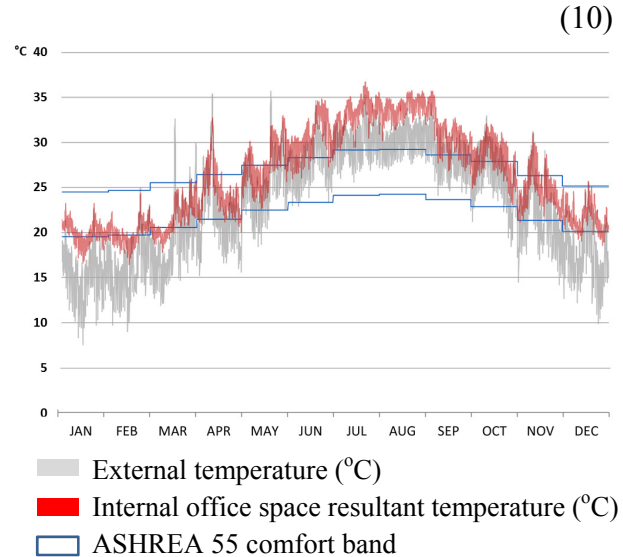 (10)
°C 40
35
30
25
20
15
10
5
0
JAN FEB MAR APR MAY JUN JUL AUG SEP OCT NOV DEC
External temperature (°C)
Internal office space resultant temperature (°C)
ASHREA 55 comfort band